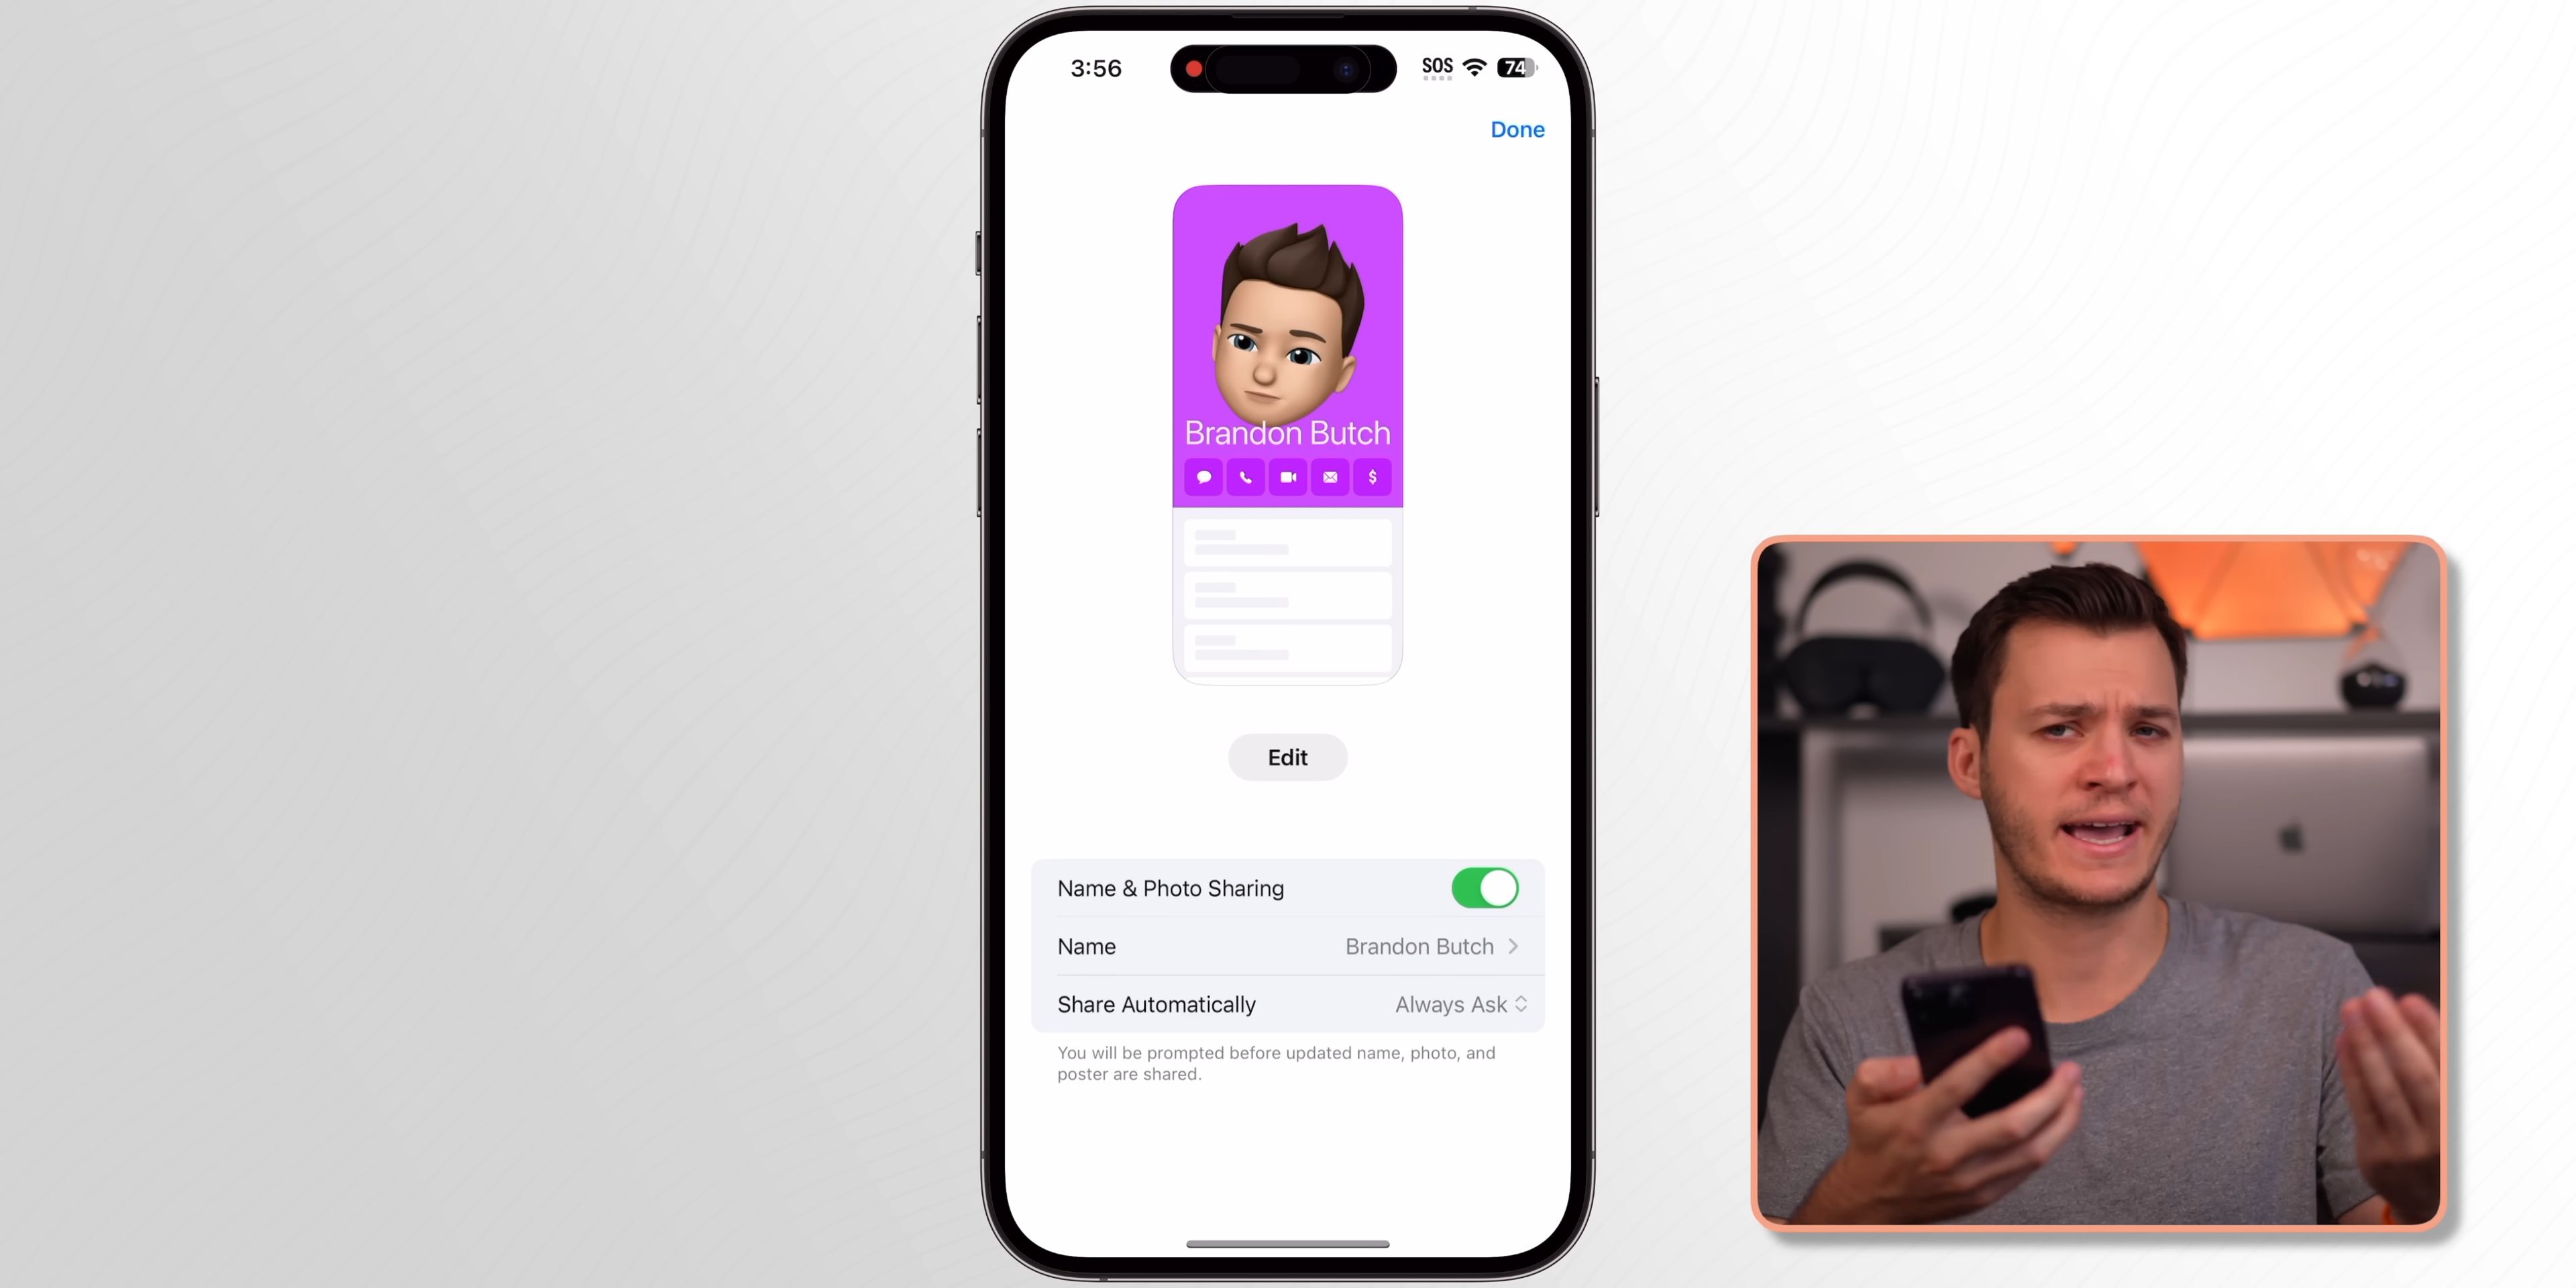 3:56
SOS
74
Done
Brandon Butch
$
Edit
Name & Photo Sharing
Name
Brandon Butch
Share Automatically
Always Ask
You will be prompted before updated name, photo, and
poster are shared.